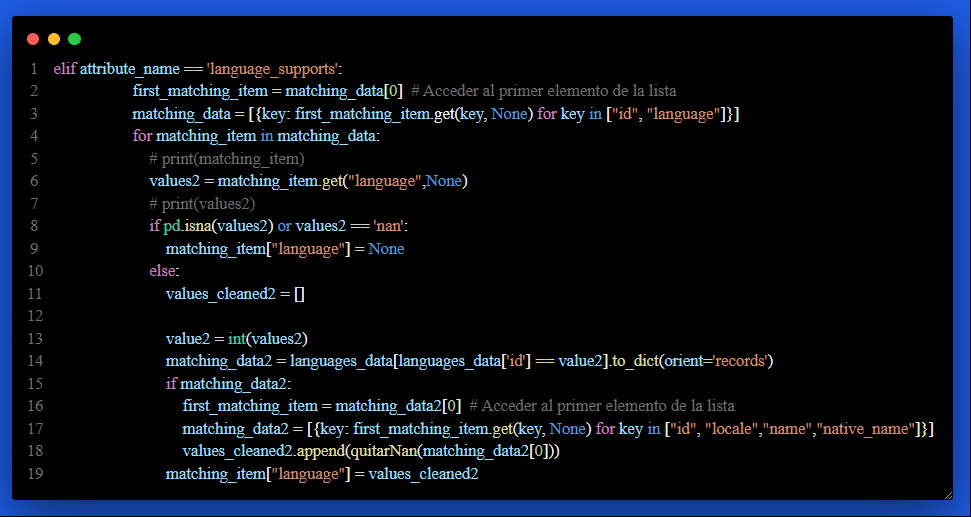 1 elif attribute_name == 'language_supports':
2 first_matching_item = matching_data[0] # Acceder al primer elemento de la lista
3 matching_data = [{key: first_matching_item.get(key, None) for key in ["id", "language"]}]
4 for matching_item in matching_data:
5 # print(matching_item)
6 values2 = matching_item.get("language",None)
7 # print(values2)
8 if pd.isna(values2) or values2 == 'nan':
9 matching_item["language"] = None
10 else:
11 values_cleaned2 = []
12
13 value2 = int(values2)
14 matching_data2 = languages_data[languages_data['id'] == value2].to_dict(orient='records')
15 if matching_data2:
16 first_matching_item = matching_data2[0] # Acceder al primer elemento de la lista
17 matching_data2 = [{key: first_matching_item.get(key, None) for key in ["id", "locale","name","native_name"]}]
18 values_cleaned2.append(quitarNan(matching_data2[0]))
19 matching_item["language"] = values_cleaned2